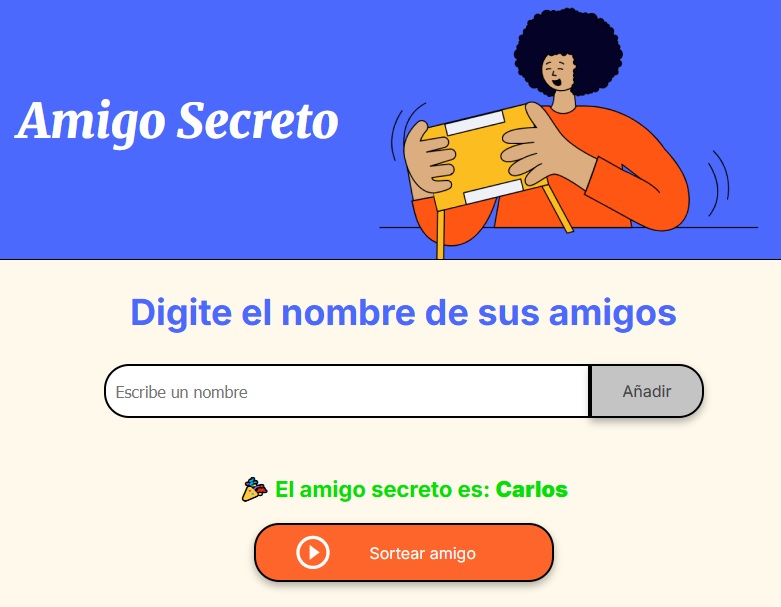 Amigo Secreto
Digite el nombre de sus amigos
Escribe un nombre
Añadir
🎉 El amigo secreto es: Carlos
Sortear amigo